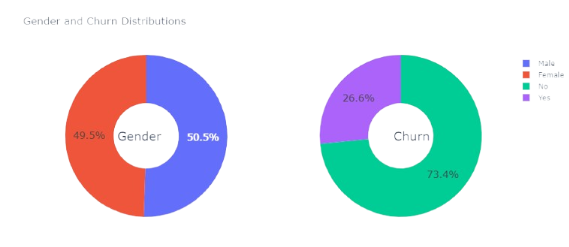 Gender and Churn Distributions
49.5%
Gender
50.5%
26.6%
Churn
73.4%
Male
Female
No
Yes